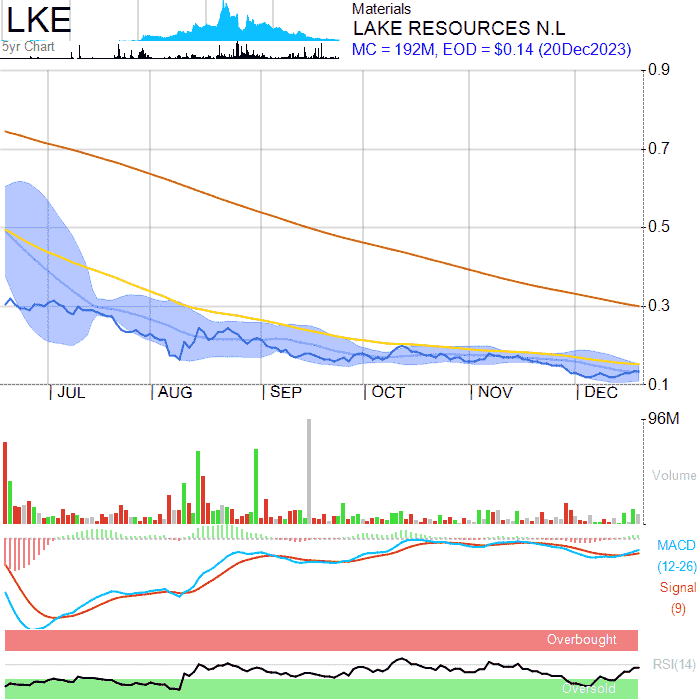 LKE
5yr Chart
Materials
LAKE RESOURCES N.L
MC = 192M, EOD = $0.14 (20Dec2023)
0.9
0.7
0.5
0.3
0.1
JUL AUG SEP OCT NOV DEC
96M
Volume
MACD
(12-26)
Signal
(9)
Overbought
RSI(14)
Oversold